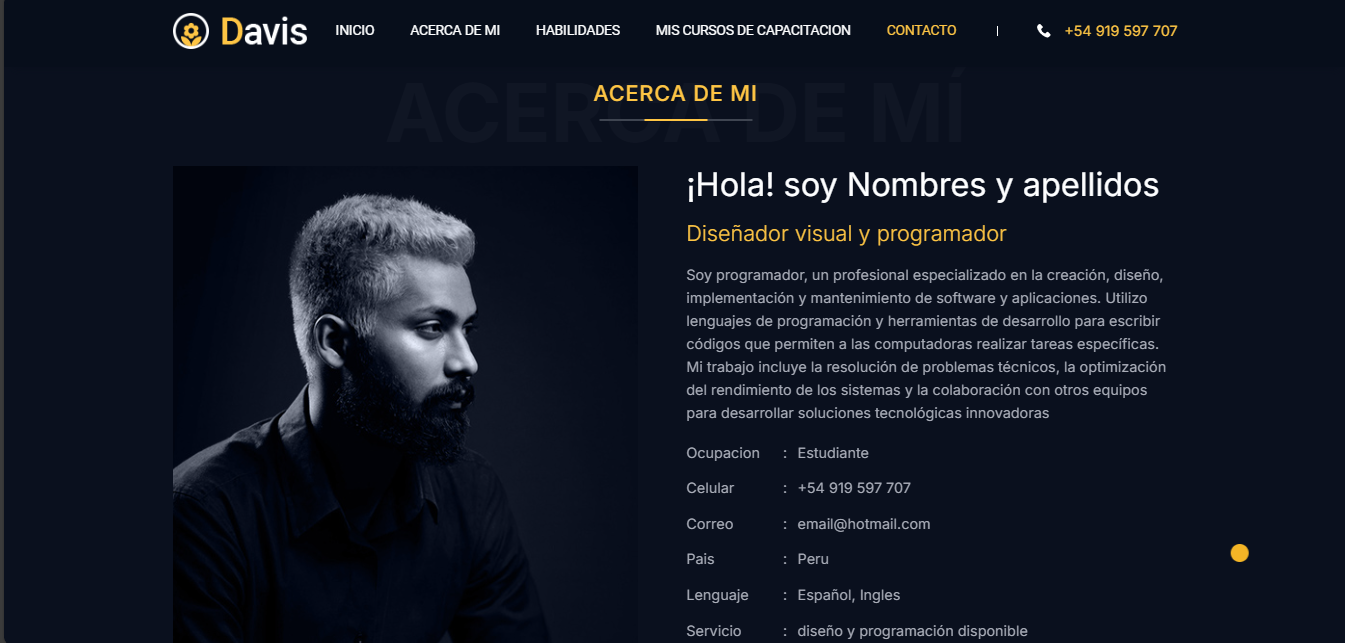 Davis
INICIO
ACERCA DE MI
HABILIDADES
MIS CURSOS DE CAPACITACION
CONTACTO
+54 919 597 707
ACERCA DE MÍ
ACERCA DE MI
¡Hola! soy Nombres y apellidos
Diseñador visual y programador
Soy programador, un profesional especializado en la creación, diseño,
implementación y mantenimiento de software y aplicaciones. Utilizo
lenguajes de programación y herramientas de desarrollo para escribir
códigos que permiten a las computadoras realizar tareas específicas.
Mi trabajo incluye la resolución de problemas técnicos, la optimización
del rendimiento de los sistemas y la colaboración con otros equipos
para desarrollar soluciones tecnológicas innovadoras
Ocupacion : Estudiante
Celular : +54 919 597 707
Correo : email@hotmail.com
Pais : Peru
Lenguaje : Español, Ingles
Servicio : diseño y programación disponible